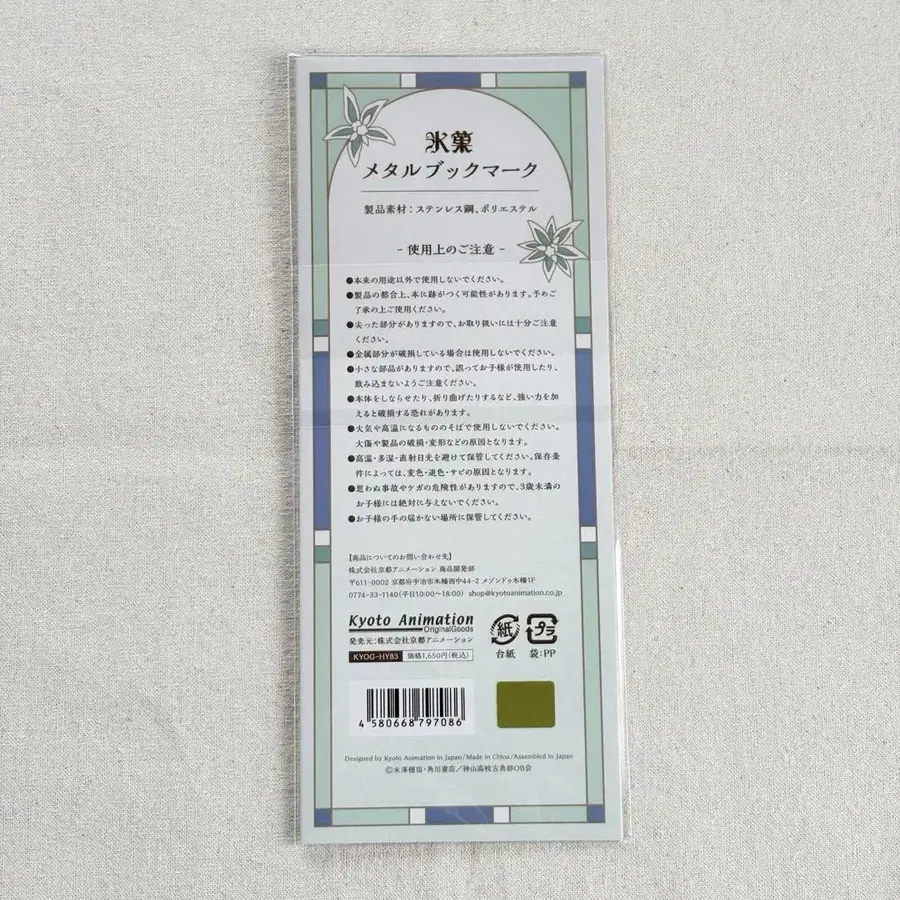 氷菓
メタルブックマーク
製品素材：ステンレス鋼、ポリエステル
- 使用上のご注意 -
●本来の用途以外で使用しないでください。
●製品の都合上、本に跡がつく可能性があります。予めご
了承の上ご使用ください。
●尖った部分がありますので、お取り扱いには十分ご注意
ください。
●金属部分が破損している場合は使用しないでください。
●小さな部品がありますので、誤ってお子様が使用したり、
飲み込まないようご注意ください。
●本体をしならせたり、折り曲げたりするなど、強い力を加
えると破損する恐れがあります。
●火気や高温になるもののそばで使用しないでください。
火傷や製品の破損・変形などの原因となります。
●高温・多湿・直射日光を避けて保管してください。保存条
件によっては、変色・退色・サビの原因となります。
●思わぬ事故やケガの危険性がありますので、3歳未満の
お子様には絶対に与えないでください。
●お子様の手の届かない場所に保管してください。
【商品についてのお問い合わせ先】
株式会社京都アニメーション 商品開発部
〒611-0002 京都府宇治市木幡西中44-2 メゾンドゥ木幡1F
0774-33-1140(平日10:00~18:00) shop@kyotoanimation.co.jp
Kyoto Animation
OriginalGoods
発売元：株式会社京都アニメーション
KYOG-HY83 価格1,650円(税込)
紙 プラ
台紙 袋:PP
4 580668 797086
Designed by Kyoto Animation in Japan/Made in China/Assembled in Japan
©米澤穂信・角川書店／神山高校古典部OB会